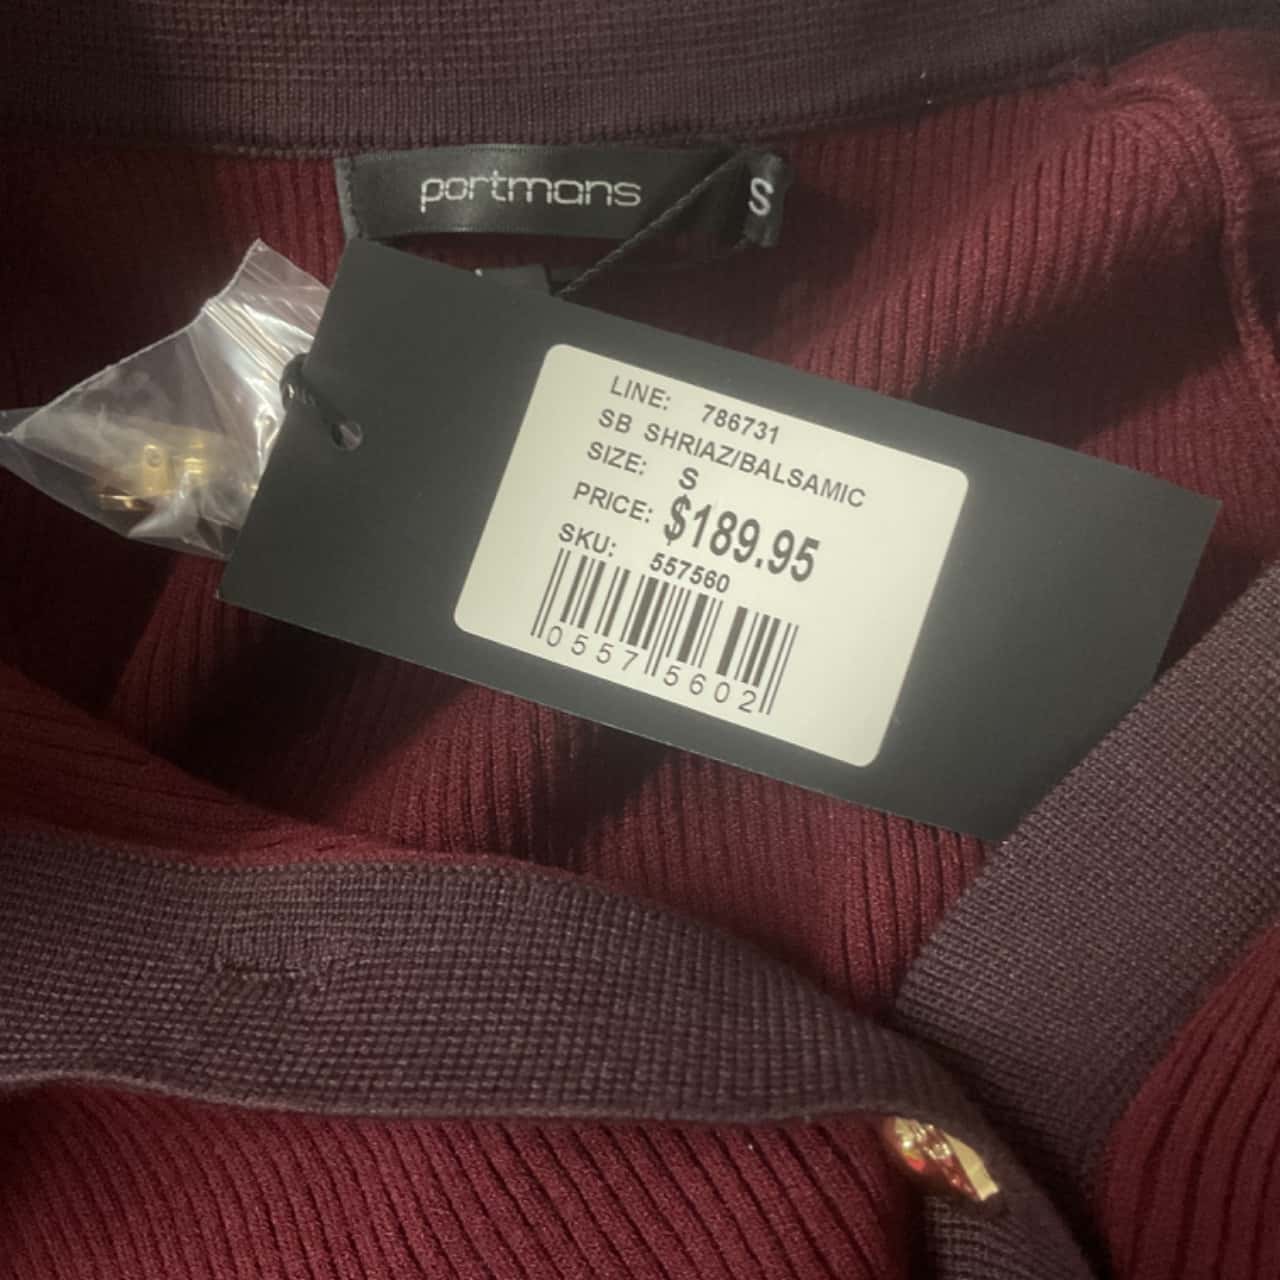 portmans
S
LINE: 786731
SB SHRIAZ/BALSAMIC
SIZE: S
PRICE: $189.95
SKU: 557560
0557 5602